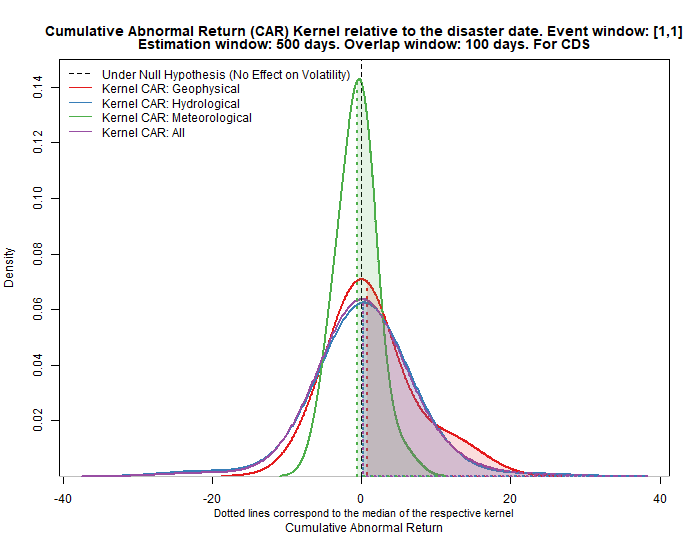 Cumulative Abnormal Return (CAR) Kernel relative to the disaster date. Event window: [1,1]
Estimation window: 500 days. Overlap window: 100 days. For CDS
Under Null Hypothesis (No Effect on Volatility)
Kernel CAR: Geophysical
Kernel CAR: Hydrological
Kernel CAR: Meteorological
Kernel CAR: All
0.14
0.12
0.10
0.08
0.06
0.04
0.02
Density
-40
-20
0
20
40
Dotted lines correspond to the median of the respective kernel
Cumulative Abnormal Return